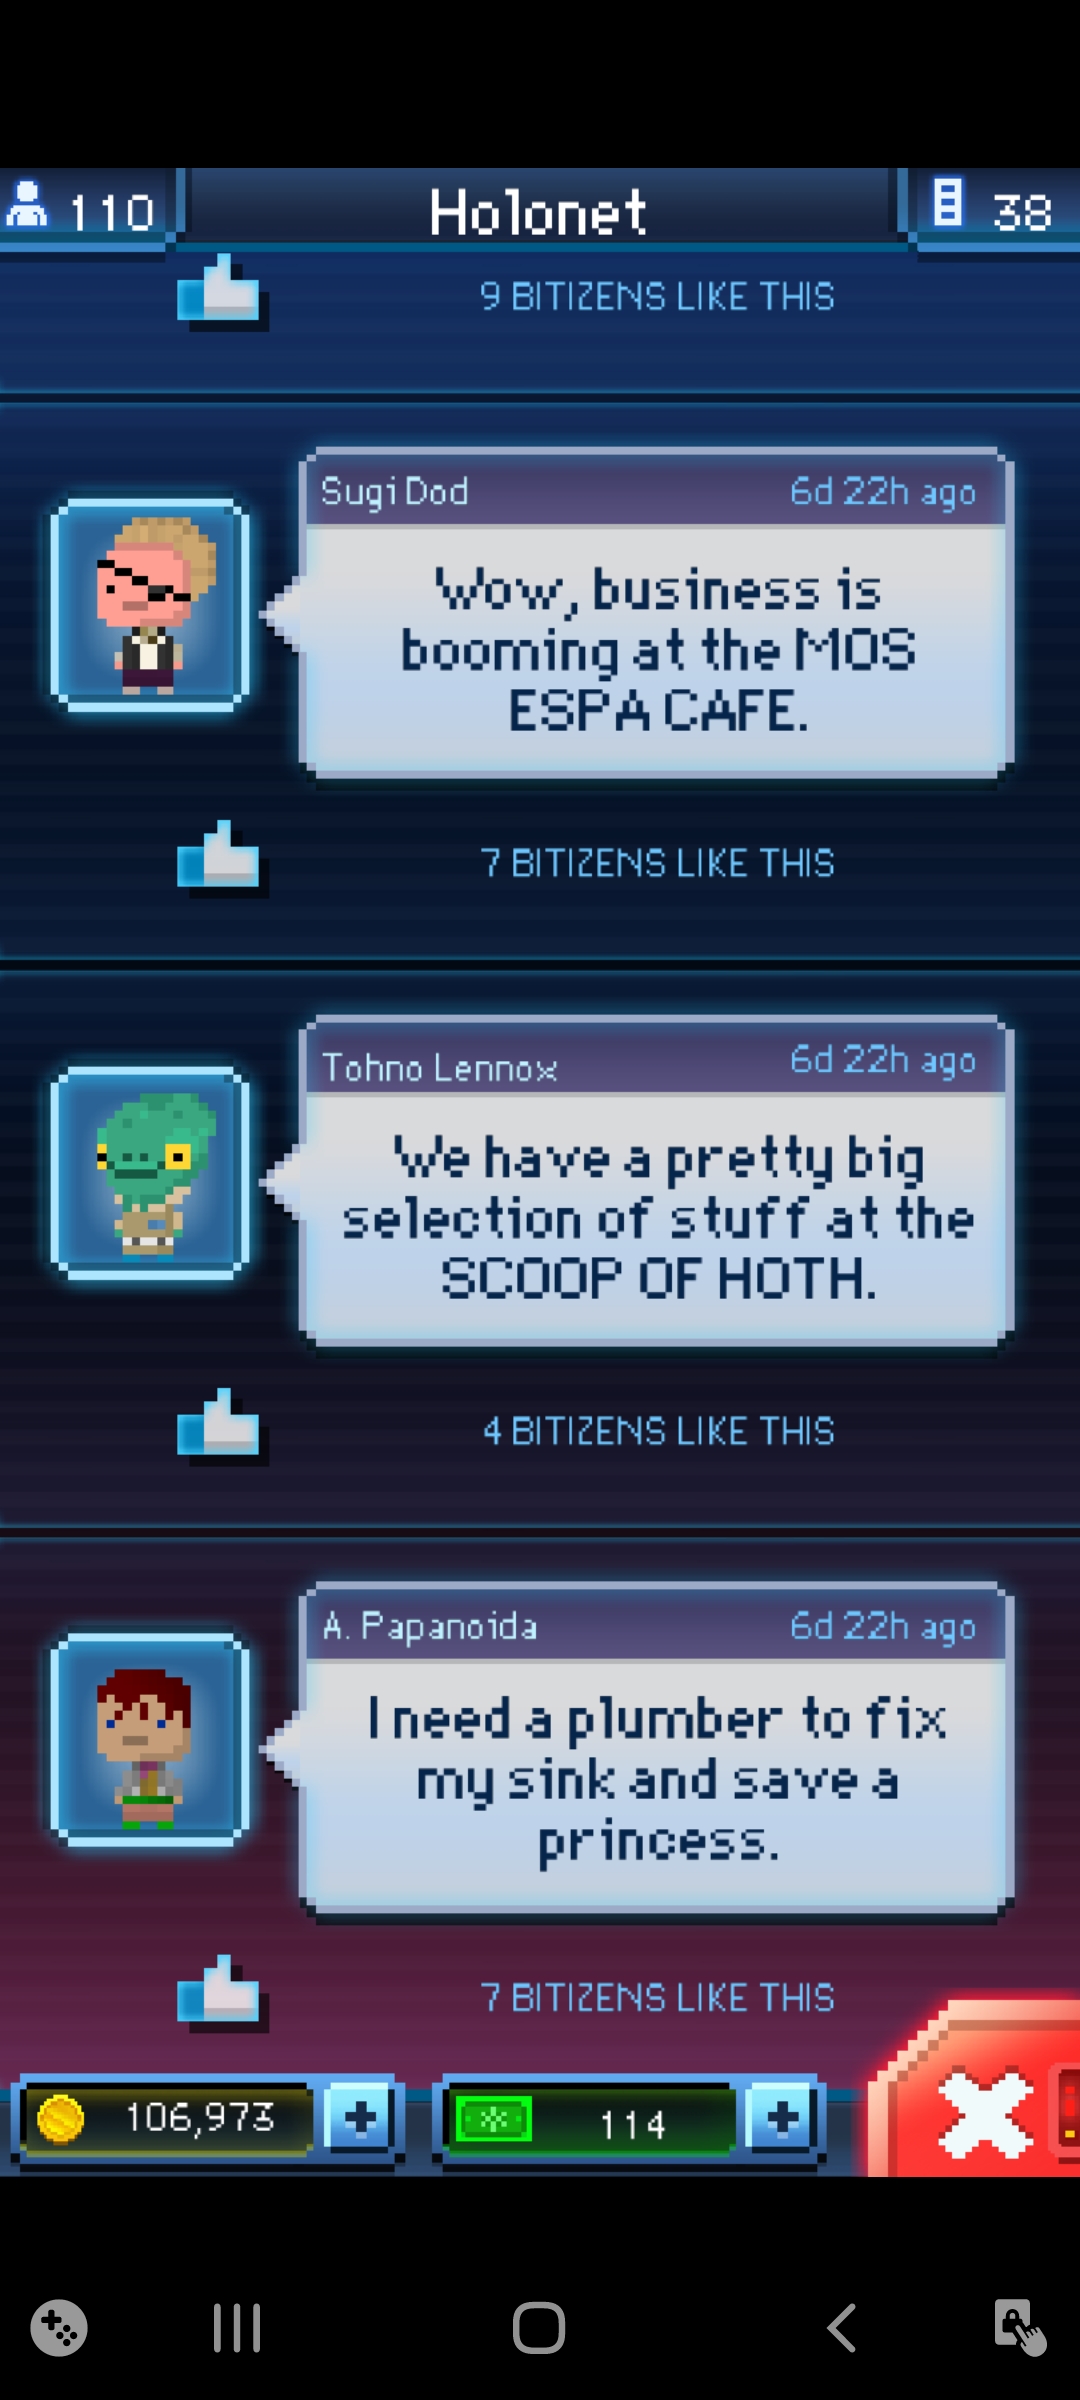 110
Holonet
38
9 BITIZENS LIKE THIS
Sugi Dod
6d 22h ago
Wow, business is
booming at the MOS
ESPA CAFE.
7 BITIZENS LIKE THIS
Tohno Lennox
6d 22h ago
We have a pretty big
selection of stuff at the
SCOOP OF HOTH.
4 BITIZENS LIKE THIS
A. Papanoida
6d 22h ago
I need a plumber to fix
my sink and save a
princess.
7 BITIZENS LIKE THIS
106,973
114